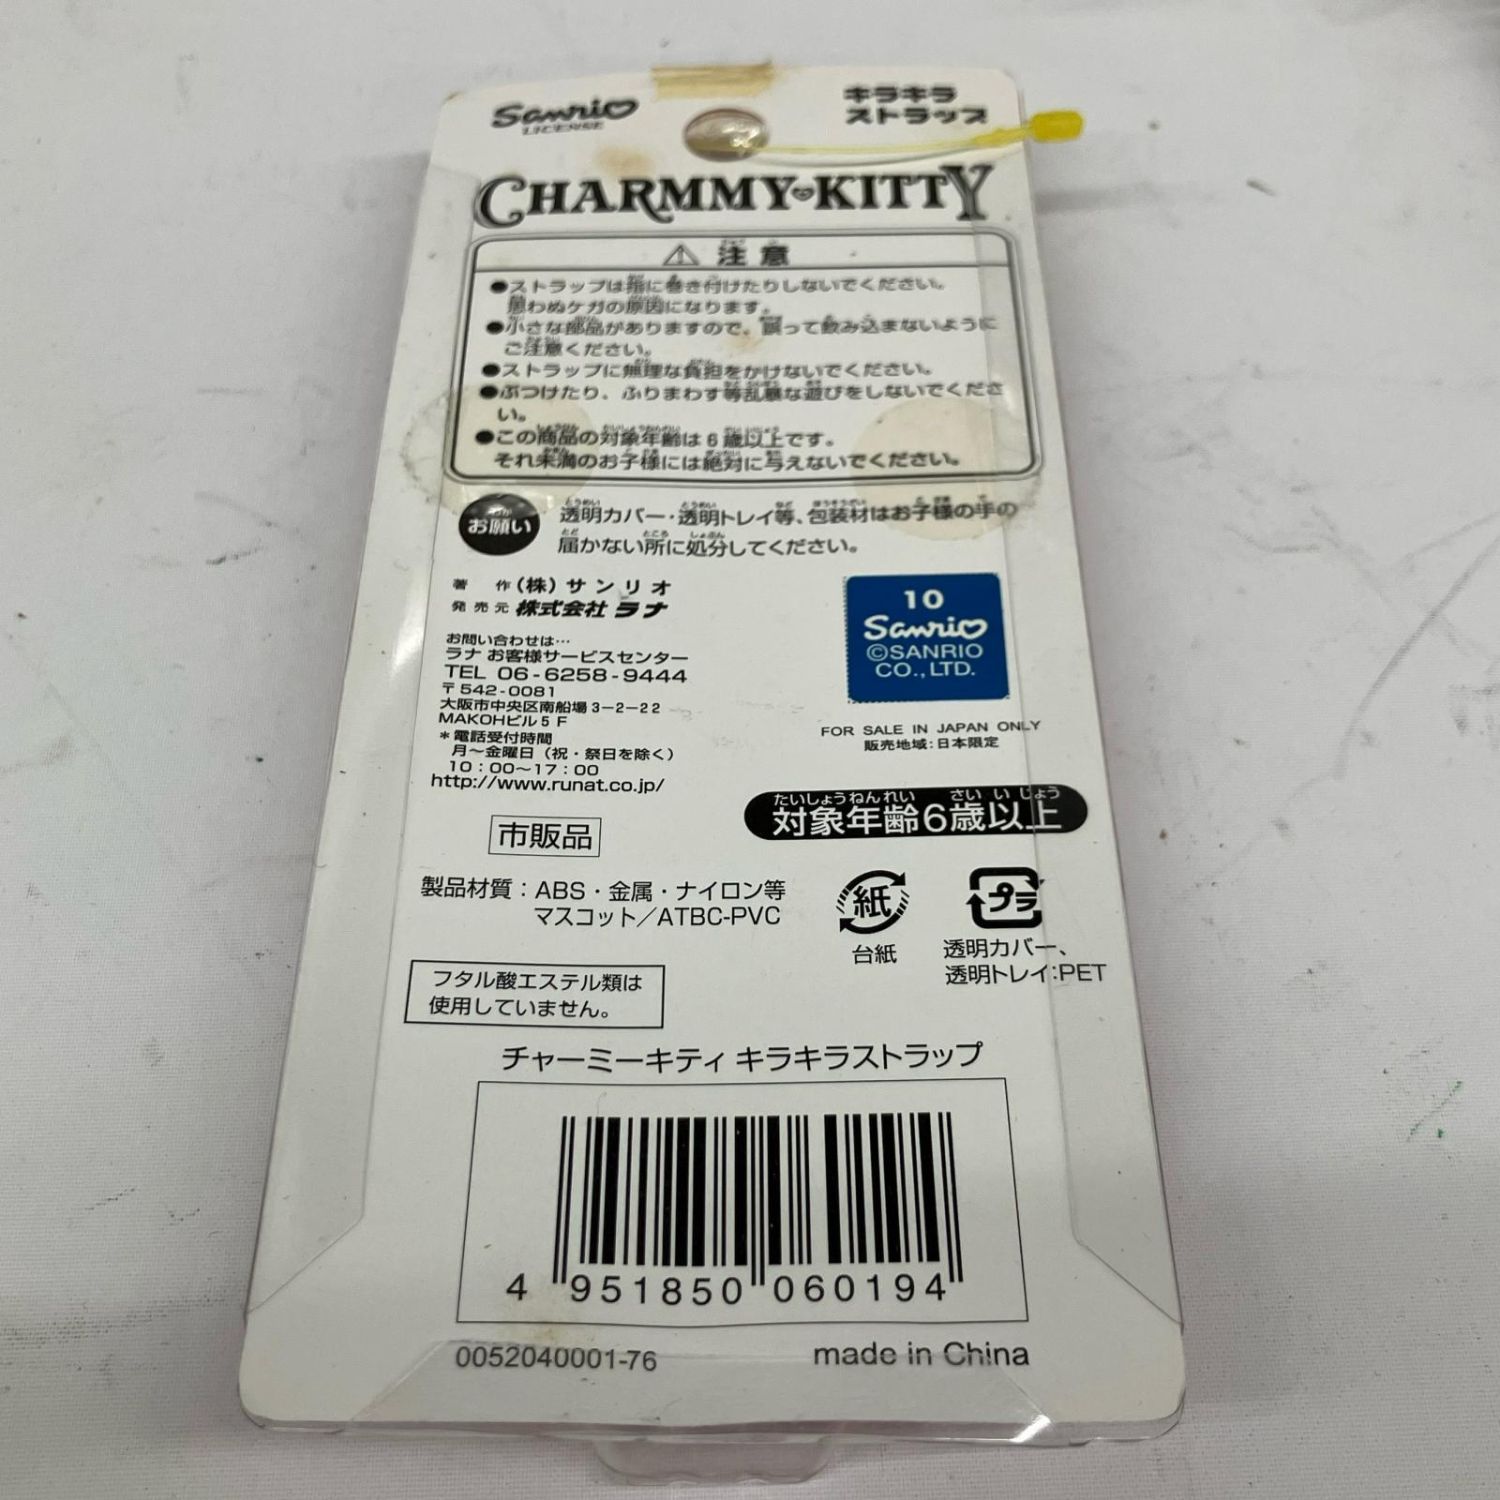 Sanrio
LICENSE
キラキラ
ストラップ
CHARMMY KITTY
⚠ 注意
●ストラップは指に巻き付けたりしないでください。
思わぬケガの原因になります。
●小さな部品がありますので、誤って飲み込まないように
ご注意ください。
●ストラップに無理な負担をかけないでください。
●ぶつけたり、ふりまわす等乱暴な遊びをしないでくださ
い。
●この商品の対象年齢は6歳以上です。
それ未満のお子様には絶対に与えないでください。
お願い
透明カバー・透明トレイ等、包装材はお子様の手の
届かない所に処分してください。
著 作 (株)サンリオ
発売元 株式会社 ラナ
お問い合わせは…
ラナ お客様サービスセンター
TEL 06-6258-9444
〒542-0081
大阪市中央区南船場3-2-22
MAKOHビル5F
*電話受付時間
月〜金曜日(祝・祭日を除く)
10:00〜17:00
http://www.runat.co.jp/
10
Sanrio
©SANRIO
CO.,LTD.
FOR SALE IN JAPAN ONLY
販売地域:日本限定
たいしょうねんれい さい いじょう
対象年齢6歳以上
市販品
製品材質:ABS・金属・ナイロン等
マスコット/ATBC-PVC
紙
台紙
プラ
透明カバー、
透明トレイ:PET
フタル酸エステル類は
使用していません。
チャーミーキティ キラキラストラップ
4 951850 060194
0052040001-76
made in China